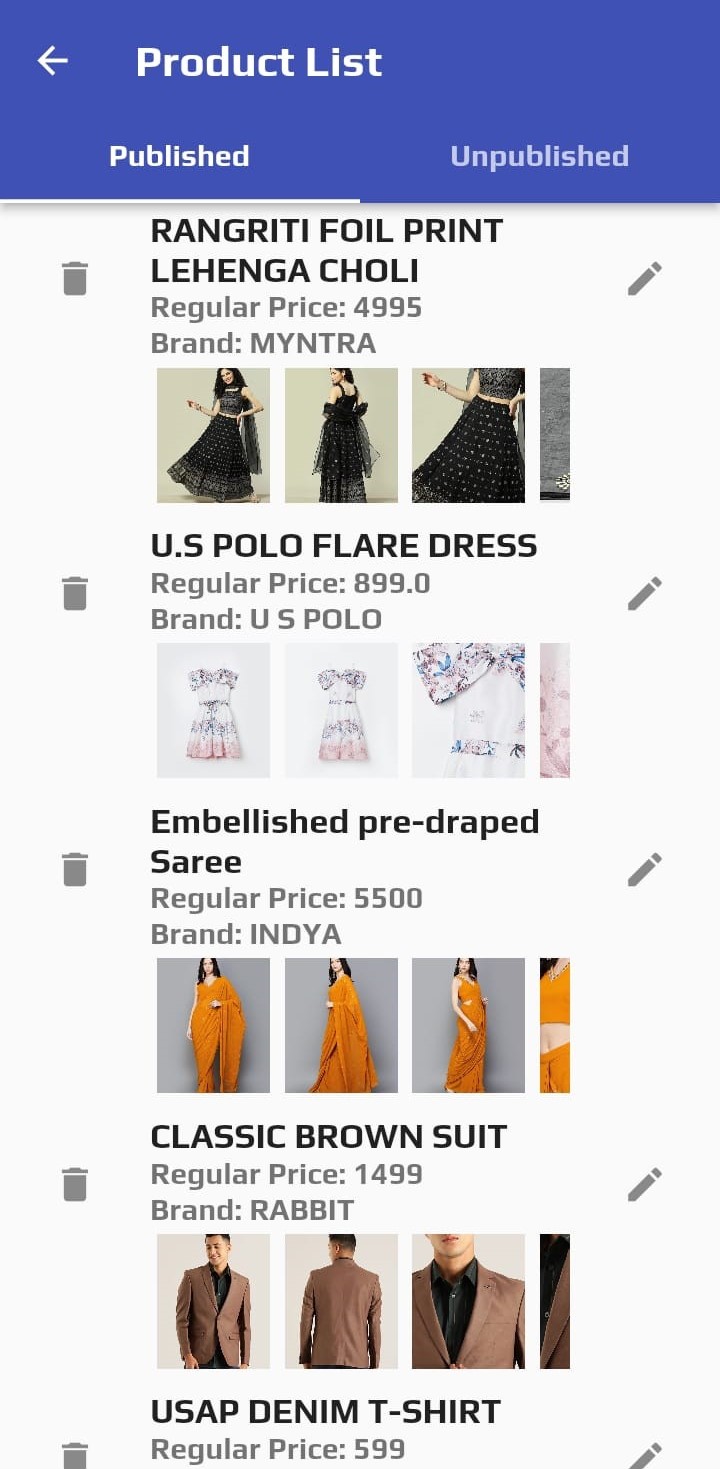 Product List
Published
Unpublished
RANGRITI FOIL PRINT
LEHENGA CHOLI
Regular Price: 4995
Brand: MYNTRA
U.S POLO FLARE DRESS
Regular Price: 899.0
Brand: U S POLO
Embellished pre-draped
Saree
Regular Price: 5500
Brand: INDYA
CLASSIC BROWN SUIT
Regular Price: 1499
Brand: RABBIT
USAP DENIM T-SHIRT
Regular Price: 599